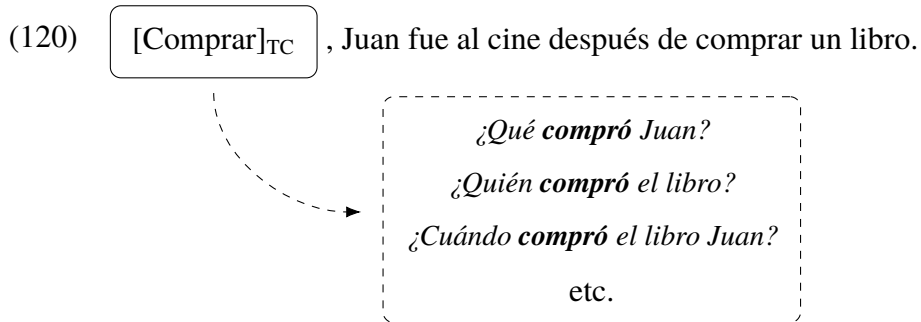 (120) [Comprar]TC , Juan fue al cine después de comprar un libro.
¿Qué compró Juan?
¿Quién compró el libro?
¿Cuándo compró el libro Juan?
etc.